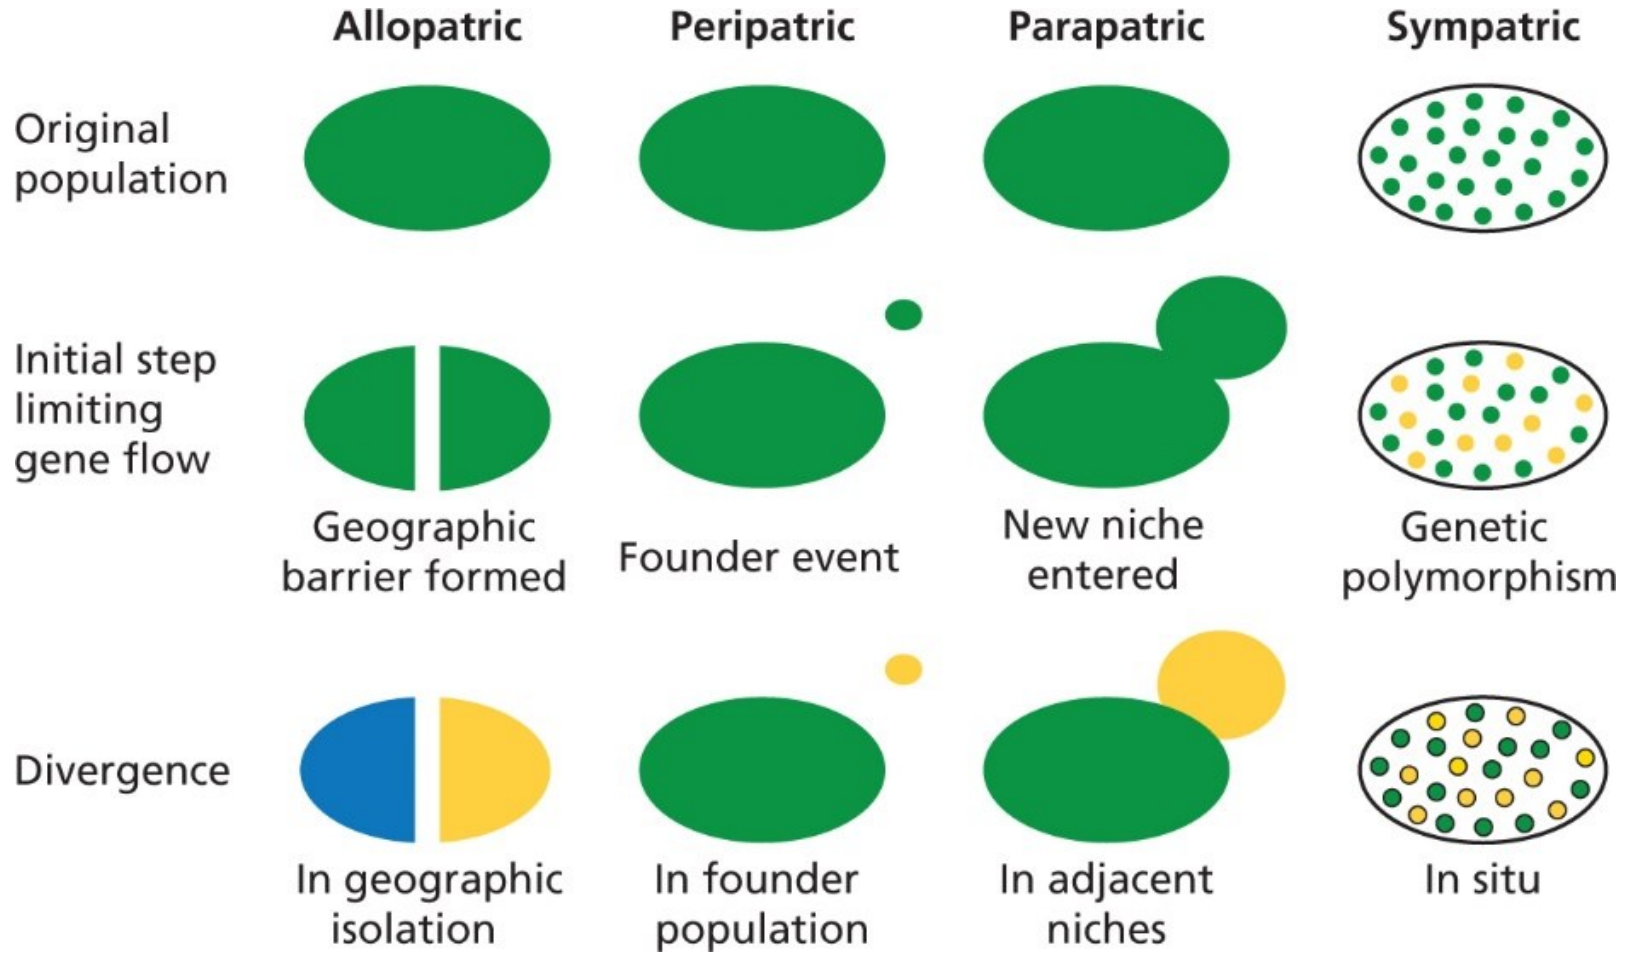 Allopatric
Peripatric
Parapatric
Sympatric
Original
population
Initial step
limiting
gene flow
Geographic
barrier formed
Founder event
New niche
entered
Genetic
polymorphism
Divergence
In geographic
isolation
In founder
population
In adjacent
niches
In situ